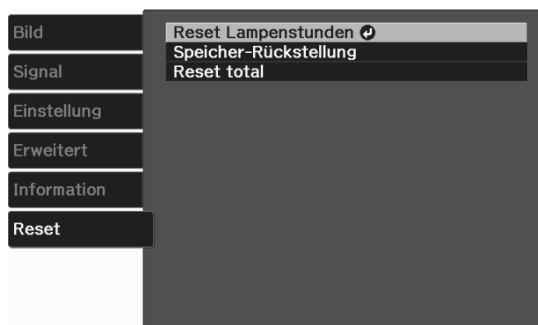 Bild
Signal
Einstellung
Erweitert
Information
Reset
Reset Lampenstunden
Speicher-Rückstellung
Reset total